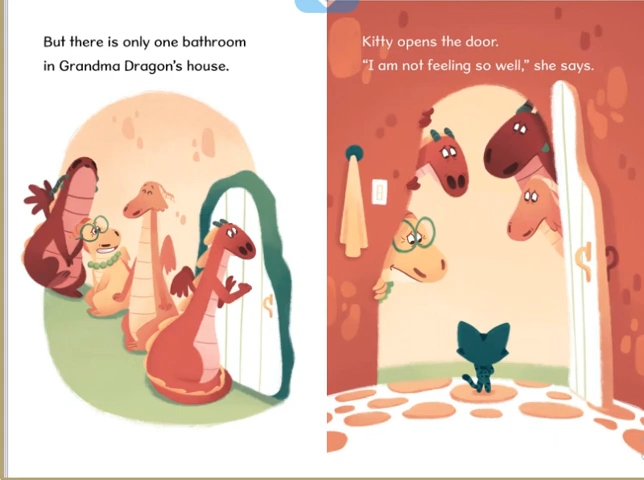 But there is only one bathroom
in Grandma Dragon's house.
Kitty opens the door.
“I am not feeling so well,” she says.